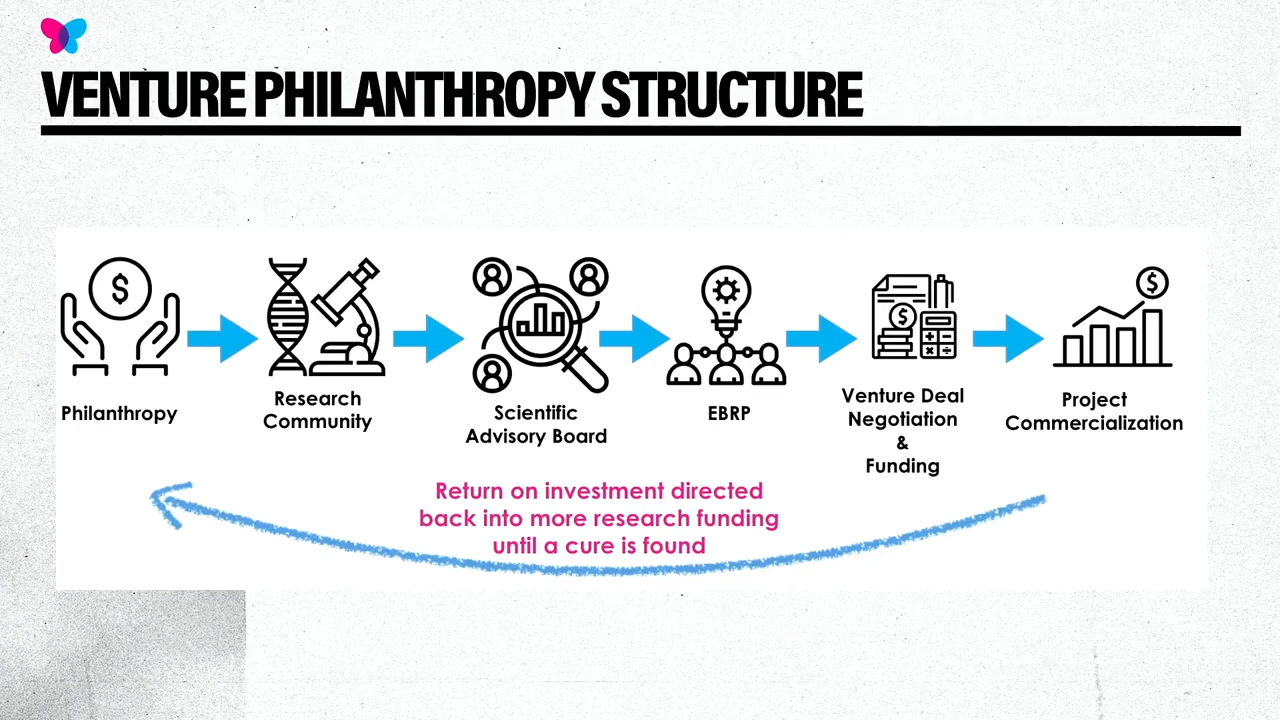 VENTURE PHILANTHROPY STRUCTURE
Philanthropy
Research
Community
Scientific
Advisory Board
EBRP
Venture Deal
Negotiation
&
Funding
Project
Commercialization
Return on investment directed
back into more research funding
until a cure is found